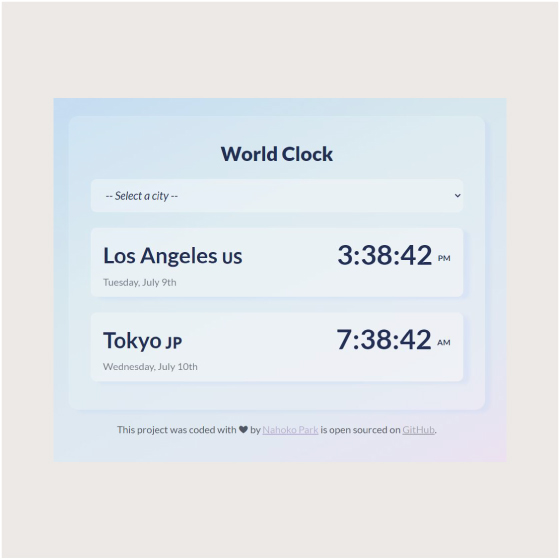 World Clock
-- Select a city --
Los Angeles US 3:38:42 PM
Tuesday, July 9th
Tokyo JP 7:38:42 AM
Wednesday, July 10th
This project was coded with ♥ by Nahoko Park is open sourced on GitHub.